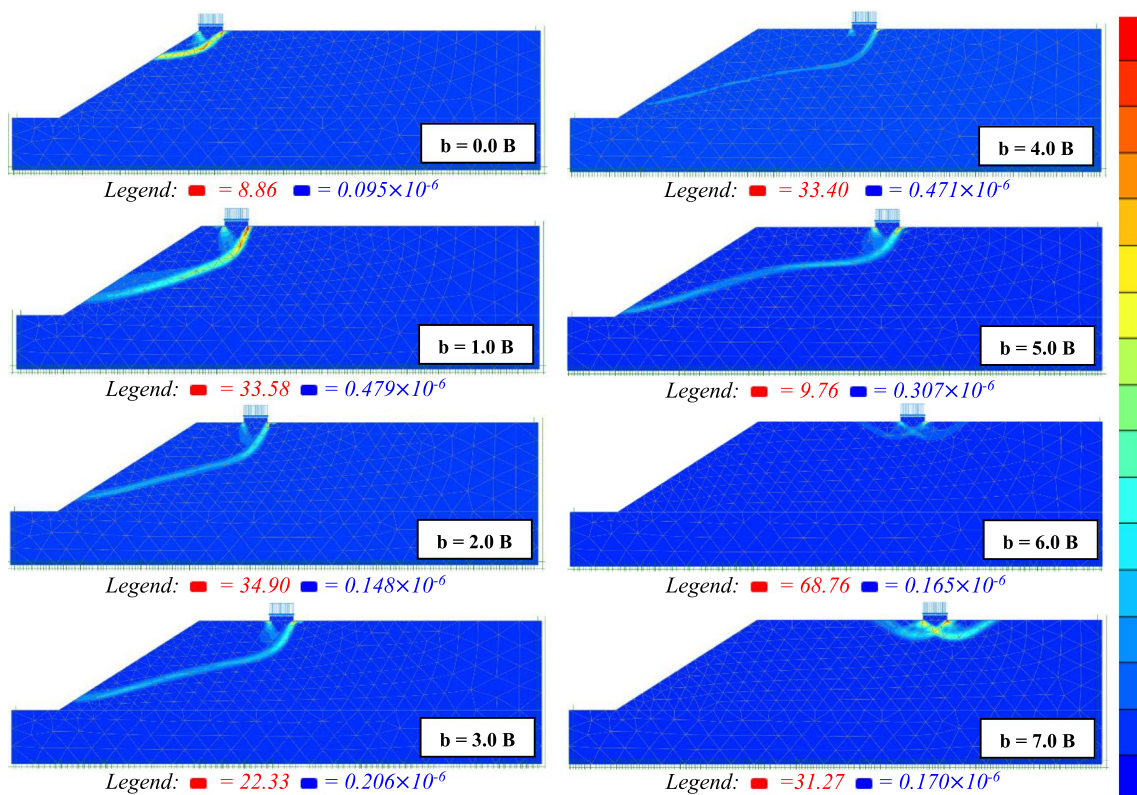 b = 0.0 B
Legend: = 8.86 = 0.095×10⁻⁶
b = 1.0 B
Legend: = 33.58 = 0.479×10⁻⁶
b = 2.0 B
Legend: = 34.90 = 0.148×10⁻⁶
b = 3.0 B
Legend: = 22.33 = 0.206×10⁻⁶
b = 4.0 B
Legend: = 33.40 = 0.471×10⁻⁶
b = 5.0 B
Legend: = 9.76 = 0.307×10⁻⁶
b = 6.0 B
Legend: = 68.76 = 0.165×10⁻⁶
b = 7.0 B
Legend: =31.27 = 0.170×10⁻⁶